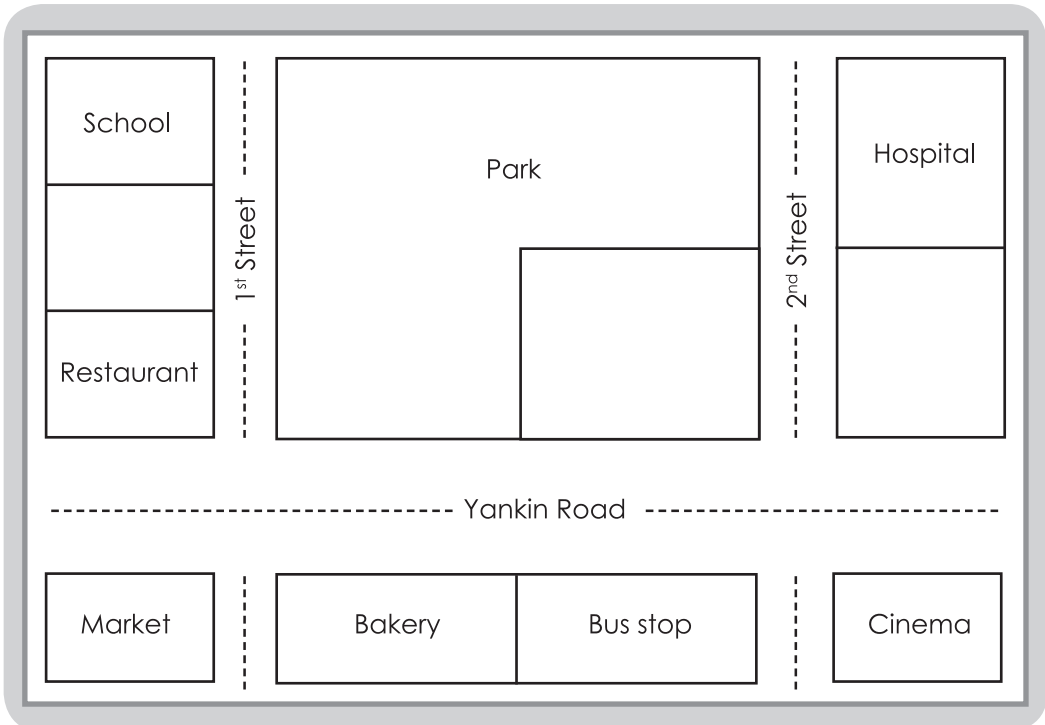 School
Park
Hospital
1st Street
2nd Street
Restaurant
Yankin Road
Market
Bakery
Bus stop
Cinema